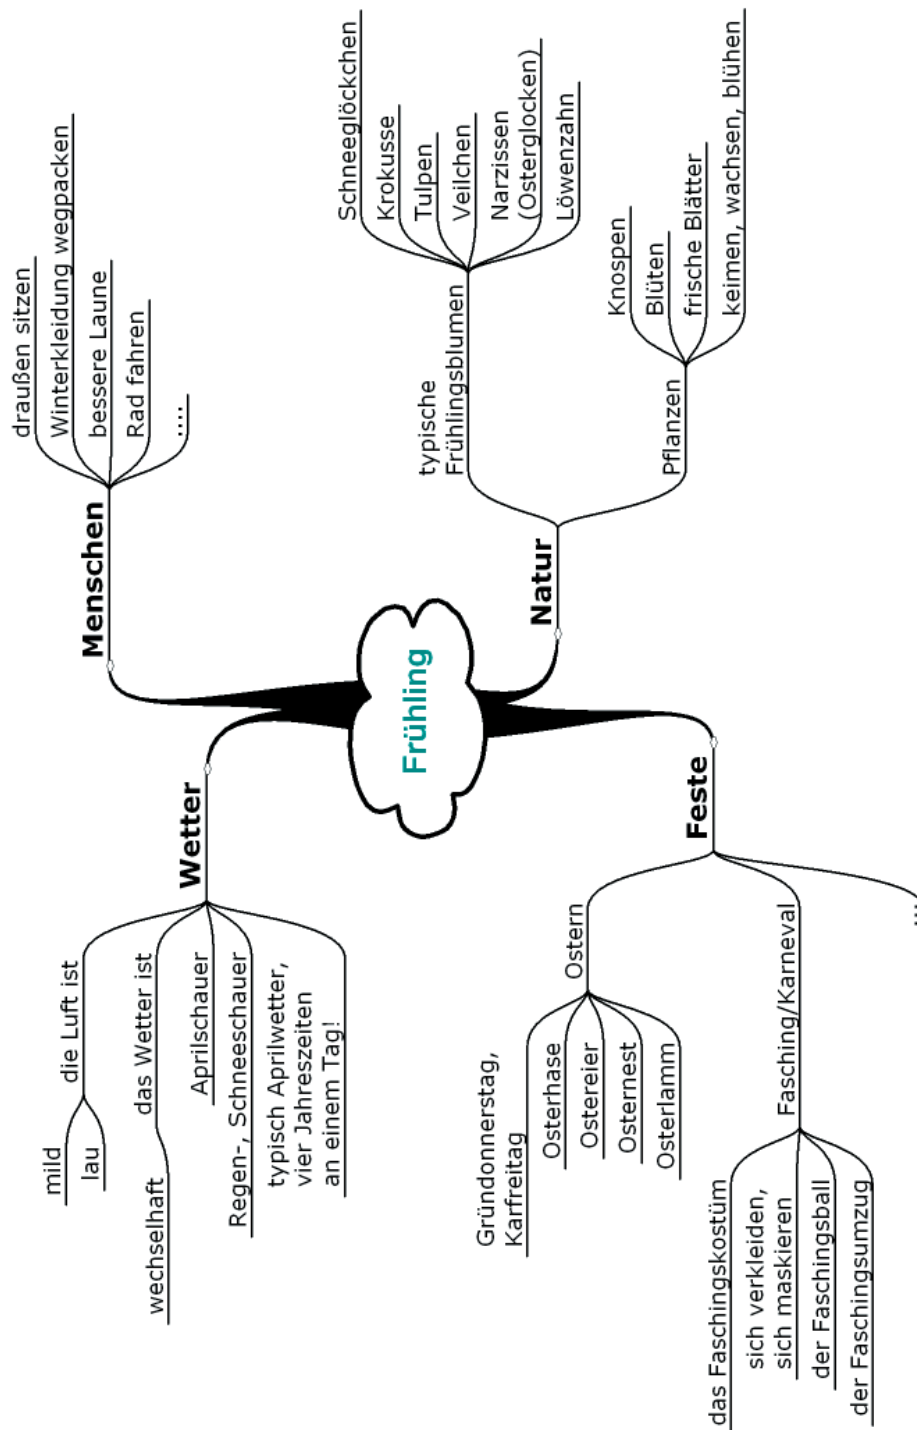 Frühling
Wetter
die Luft ist
mild
lau
das Wetter ist
wechselhaft
Aprilschauer
Regen-, Schneeschauer
typisch Aprilwetter,
vier Jahreszeiten
an einem Tag!
Menschen
draußen sitzen
Winterkleidung wegpacken
bessere Laune
Rad fahren
....
Natur
typische
Frühlingsblumen
Schneeglöckchen
Krokusse
Tulpen
Veilchen
Narzissen
(Osterglocken)
Löwenzahn
Pflanzen
Knospen
Blüten
frische Blätter
keimen, wachsen, blühen
Feste
Ostern
Gründonnerstag,
Karfreitag
Osterhase
Ostereier
Osternest
Osterlamm
Fasching/Karneval
das Faschingskostüm
sich verkleiden,
sich maskieren
der Faschingsball
der Faschingsumzug
...